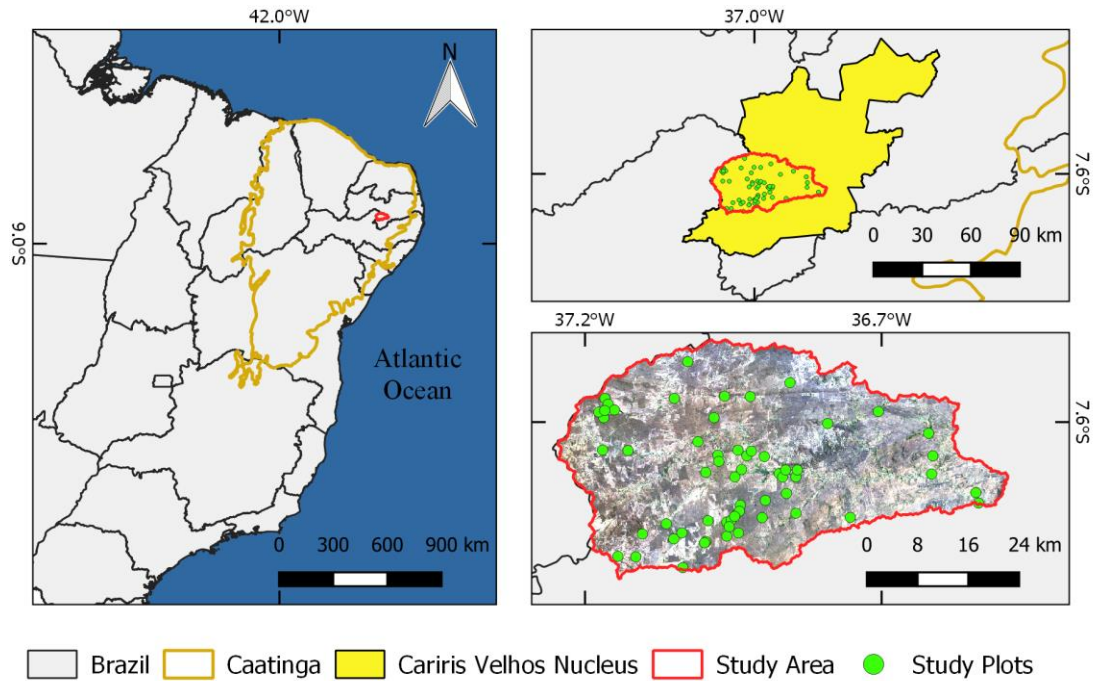 42.0°W
N
9.0°S
Atlantic
Ocean
0 300 600 900 km
37.0°W
7.6°S
0 30 60 90 km
37.2°W 36.7°W
7.6°S
0 8 16 24 km
Brazil Caatinga Cariris Velhos Nucleus Study Area Study Plots